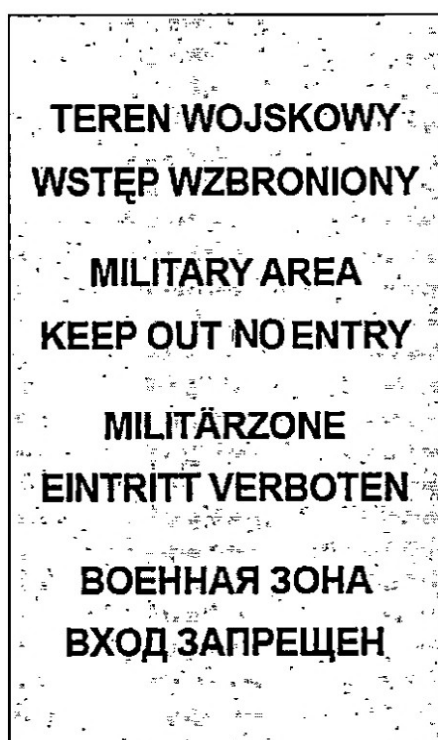 TEREN WOJSKOWY
WSTĘP WZBRONIONY
MILITARY AREA
KEEP OUT NO ENTRY
MILITÄRZONE
EINTRITT VERBOTEN
ВОЕННАЯ ЗОНА
ВХОД ЗАПРЕЩЕН